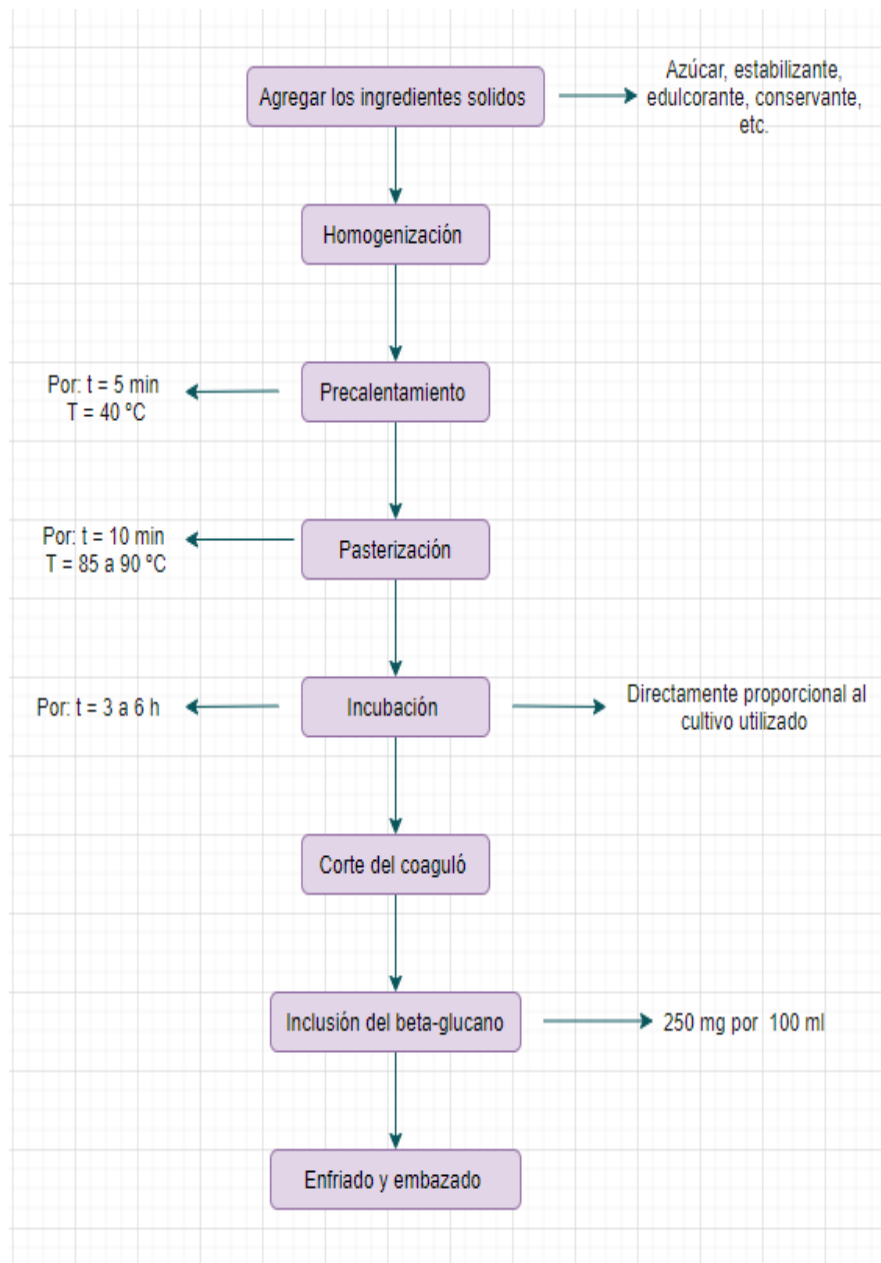 Agregar los ingredientes solidos
Azúcar, estabilizante,
edulcorante, conservante,
etc.
Homogenización
Precalentamiento
Por: t = 5 min
T = 40 ºC
Pasterización
Por: t = 10 min
T = 85 a 90 ºC
Incubación
Por: t = 3 a 6 h
Directamente proporcional al
cultivo utilizado
Corte del coaguló
Inclusión del beta-glucano
250 mg por 100 ml
Enfriado y embazado